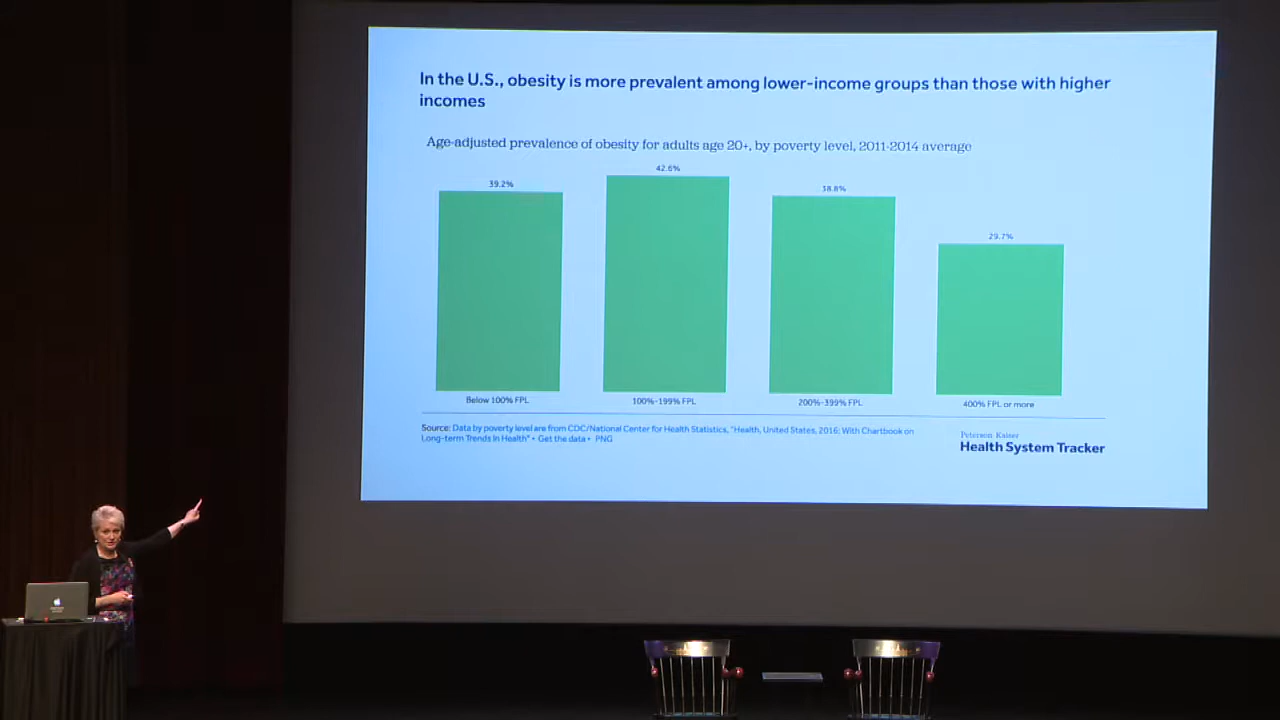 In the U.S., obesity is more prevalent among lower-income groups than those with higher
incomes
Age-adjusted prevalence of obesity for adults age 20+, by poverty level, 2011-2014 average
39.2%
42.6%
38.8%
29.7%
Below 100% FPL
100%-199% FPL
200%-399% FPL
400% FPL or more
Source: Data by poverty level are from CDC/National Center for Health Statistics, "Health, United States, 2016: With Chartbook on
Long-term Trends in Health" • Get the data • PNG
Peterson-Kaiser
Health System Tracker